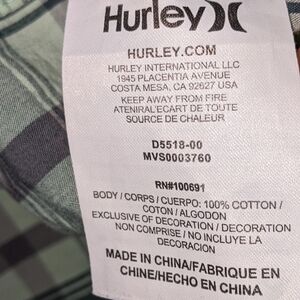 Hurley
HURLEY.COM
HURLEY INTERNATIONAL LLC
1945 PLACENTIA AVENUE
COSTA MESA, CA 92627 USA
KEEP AWAY FROM FIRE
ATENIRAL'ECART DE TOUTE
SOURCE DE CHALEUR
D5518-00
MVS0003760
RN#100691
BODY / CORPS / CUERPO: 100% COTTON /
COTON / ALGODON
EXCLUSIVE OF DECORATION / DECORATION
NON COMPRISE / NO INCLUYE LA
DECORACION
MADE IN CHINA/FABRIQUE EN
CHINE/HECHO EN CHINA